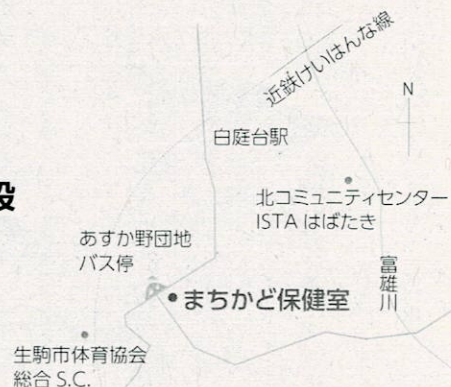 近鉄けいはんな線
N
白庭台駅
北コミュニティセンター
ISTA はばたき
設
あすか野団地
バス停
富雄川
まちかど保健室
生駒市体育協会
総合 S.C.